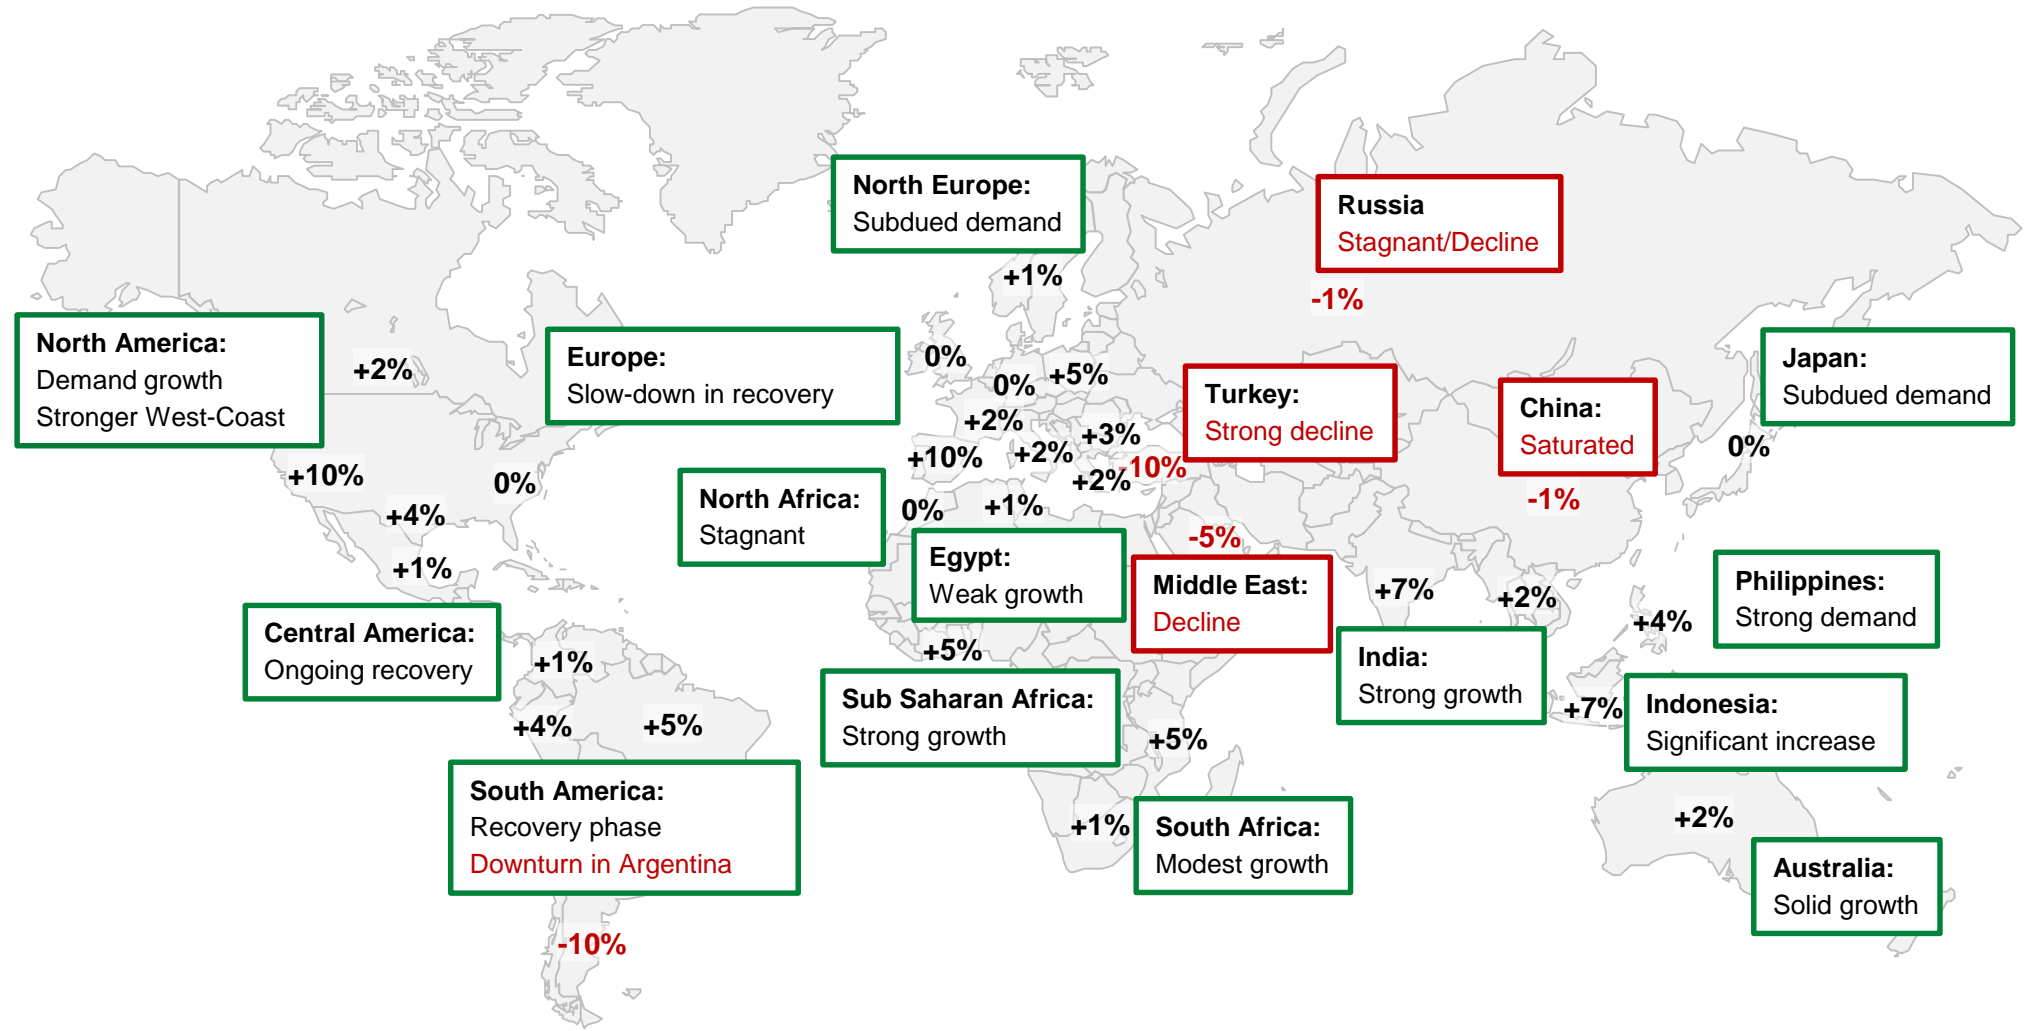 North Europe:
Subdued demand
Russia
Stagnant/Decline
+1%
-1%
North America:
Demand growth
Stronger West-Coast
+2%
Europe:
Slow-down in recovery
0%
0%
+5%
+2%
+3%
+10%
+2%
-10%
+2%
Turkey:
Strong decline
China:
Saturated
-1%
Japan:
Subdued demand
0%
+10%
0%
+4%
+1%
North Africa:
Stagnant
0%
+1%
Egypt:
Weak growth
-5%
Middle East:
Decline
+7%
+2%
+4%
Philippines:
Strong demand
Central America:
Ongoing recovery
+1%
+4%
+5%
+5%
Sub Saharan Africa:
Strong growth
+5%
India:
Strong growth
+7%
Indonesia:
Significant increase
South America:
Recovery phase
Downturn in Argentina
-10%
+1%
South Africa:
Modest growth
+2%
Australia:
Solid growth